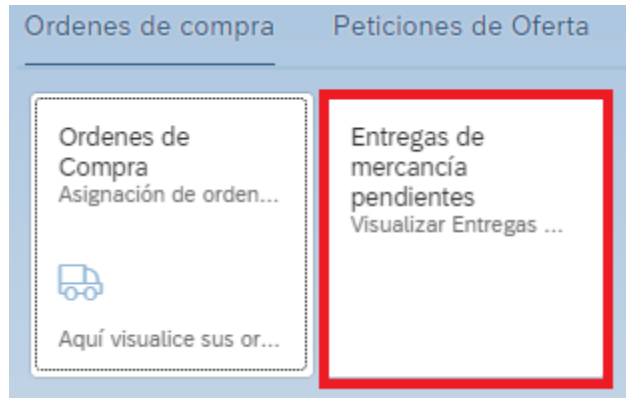 Ordenes de compra Peticiones de Oferta
Ordenes de
Compra
Asignación de orden...
Aquí visualice sus or...
Entregas de
mercancía
pendientes
Visualizar Entregas ...